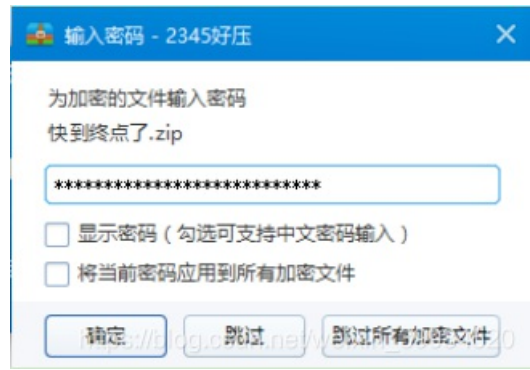 输入密码 - 2345好压
为加密的文件输入密码
快到终点了.zip
***************************
显示密码（勾选可支持中文密码输入）
将当前密码应用到所有加密文件
确定
跳过
跳过所有加密文件